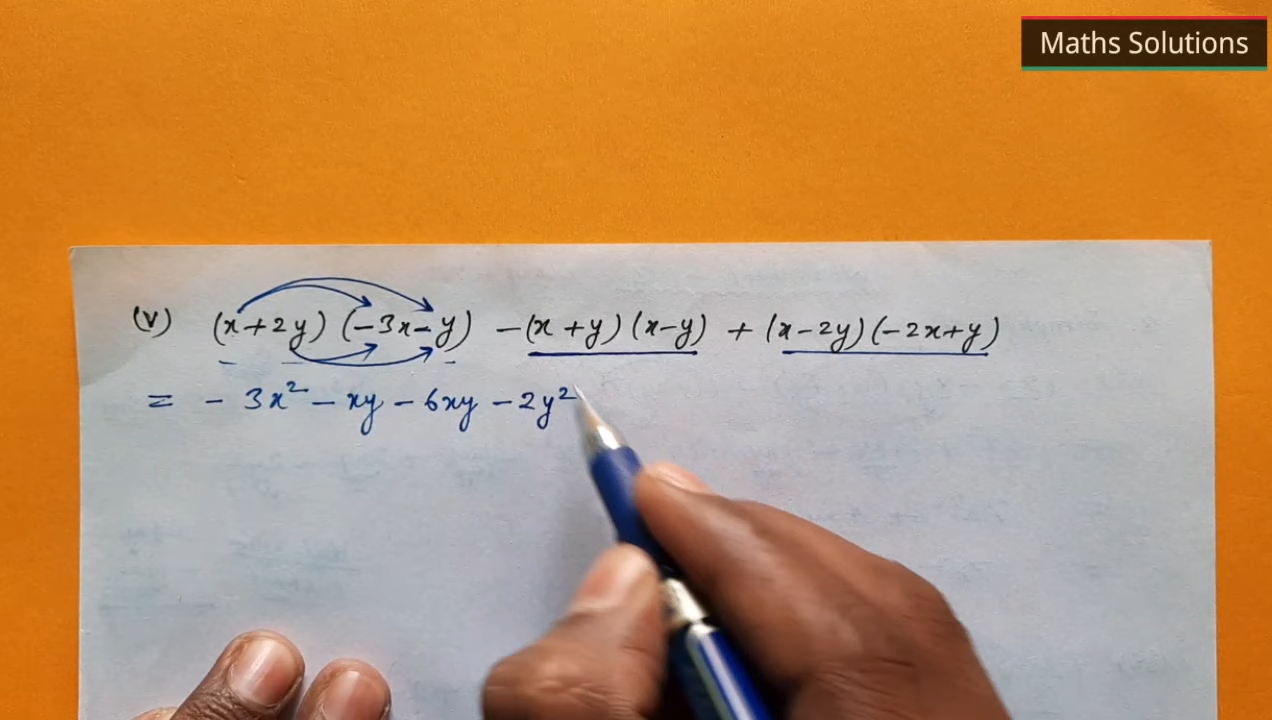 Maths Solutions
(v) (x+2y) (-3x-y) -(x+y)(x-y) + (x-2y)(-2x+y)
= - 3x² - xy - 6xy - 2y²